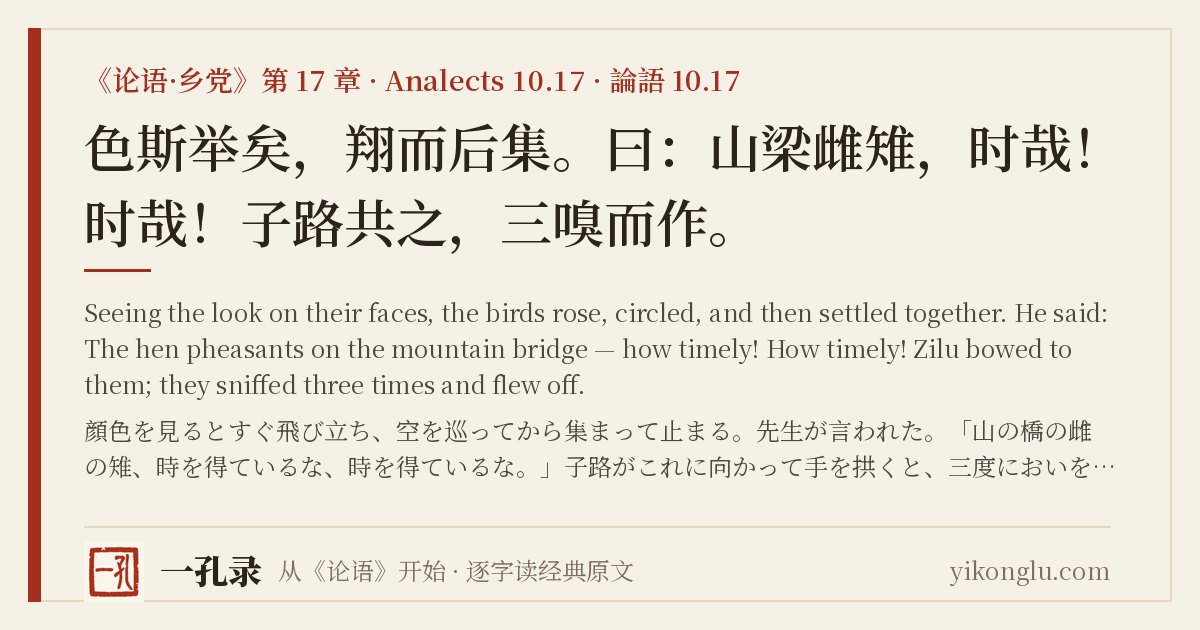 《论语·乡党》第 17 章 · Analects 10.17 · 論語 10.17
色斯举矣，翔而后集。曰：山梁雌雉，时哉！
时哉！子路共之，三嗅而作。
Seeing the look on their faces, the birds rose, circled, and then settled together. He said:
The hen pheasants on the mountain bridge — how timely! How timely! Zilu bowed to
them; they sniffed three times and flew off.
顔色を見るとすぐ飛び立ち、空を巡ってから集まって止まる。先生が言われた。「山の橋の雌
の雉、時を得ているな、時を得ているな。」子路がこれに向かって手を拱くと、三度においを…
一孔
一孔录 从《论语》开始 · 逐字读经典原文 yikonglu.com